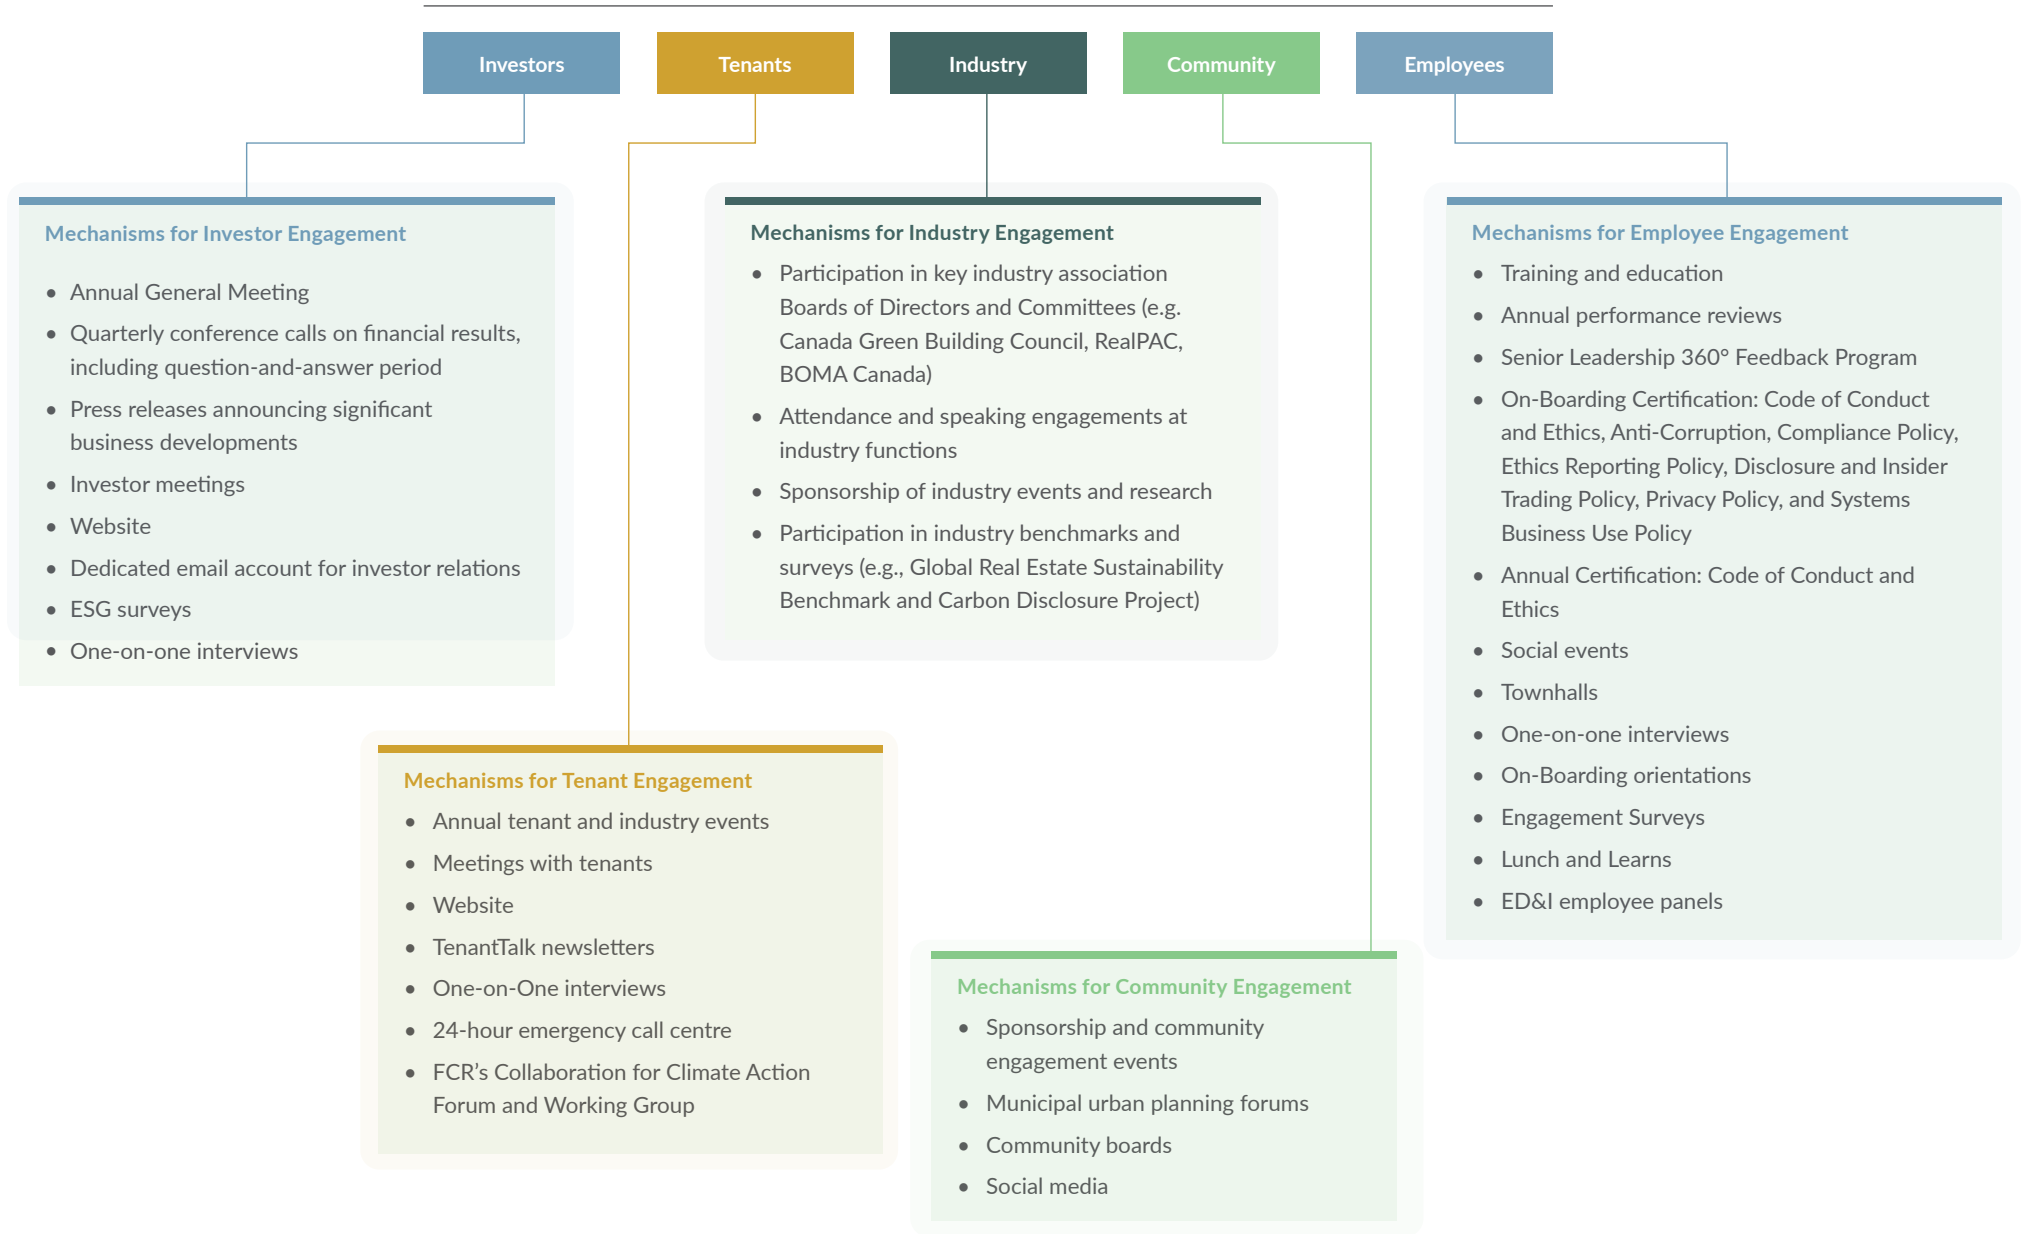 Investors
Tenants
Industry
Community
Employees
Mechanisms for Investor Engagement
• Annual General Meeting
• Quarterly conference calls on financial results,
including question-and-answer period
• Press releases announcing significant
business developments
• Investor meetings
• Website
• Dedicated email account for investor relations
• ESG surveys
• One-on-one interviews
Mechanisms for Industry Engagement
• Participation in key industry association
Boards of Directors and Committees (e.g.
Canada Green Building Council, RealPAC,
BOMA Canada)
• Attendance and speaking engagements at
industry functions
• Sponsorship of industry events and research
• Participation in industry benchmarks and
surveys (e.g., Global Real Estate Sustainability
Benchmark and Carbon Disclosure Project)
Mechanisms for Employee Engagement
• Training and education
• Annual performance reviews
• Senior Leadership 360° Feedback Program
• On-Boarding Certification: Code of Conduct
and Ethics, Anti-Corruption, Compliance Policy,
Ethics Reporting Policy, Disclosure and Insider
Trading Policy, Privacy Policy, and Systems
Business Use Policy
• Annual Certification: Code of Conduct and
Ethics
• Social events
• Townhalls
• One-on-one interviews
• On-Boarding orientations
• Engagement Surveys
• Lunch and Learns
• ED&I employee panels
Mechanisms for Tenant Engagement
• Annual tenant and industry events
• Meetings with tenants
• Website
• TenantTalk newsletters
• One-on-One interviews
• 24-hour emergency call centre
• FCR’s Collaboration for Climate Action
Forum and Working Group
Mechanisms for Community Engagement
• Sponsorship and community
engagement events
• Municipal urban planning forums
• Community boards
• Social media